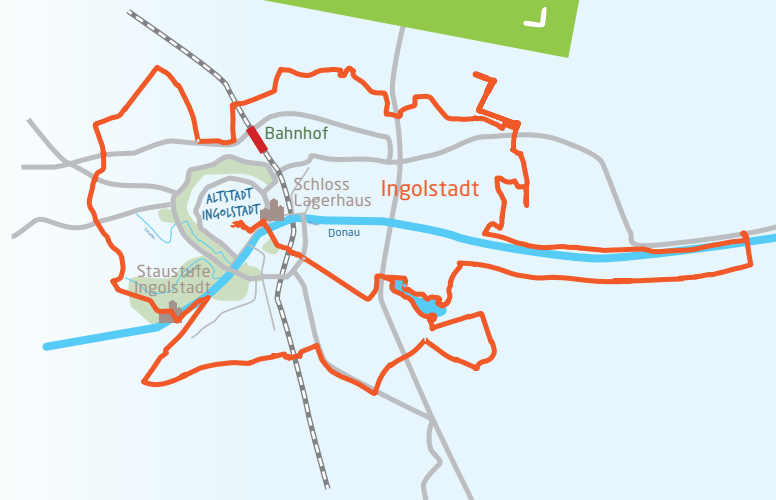 Bahnhof
Schloss
Lagerhaus
Ingolstadt
ALTSTADT
INGOLSTADT
Donau
Staustufe
Ingolstadt